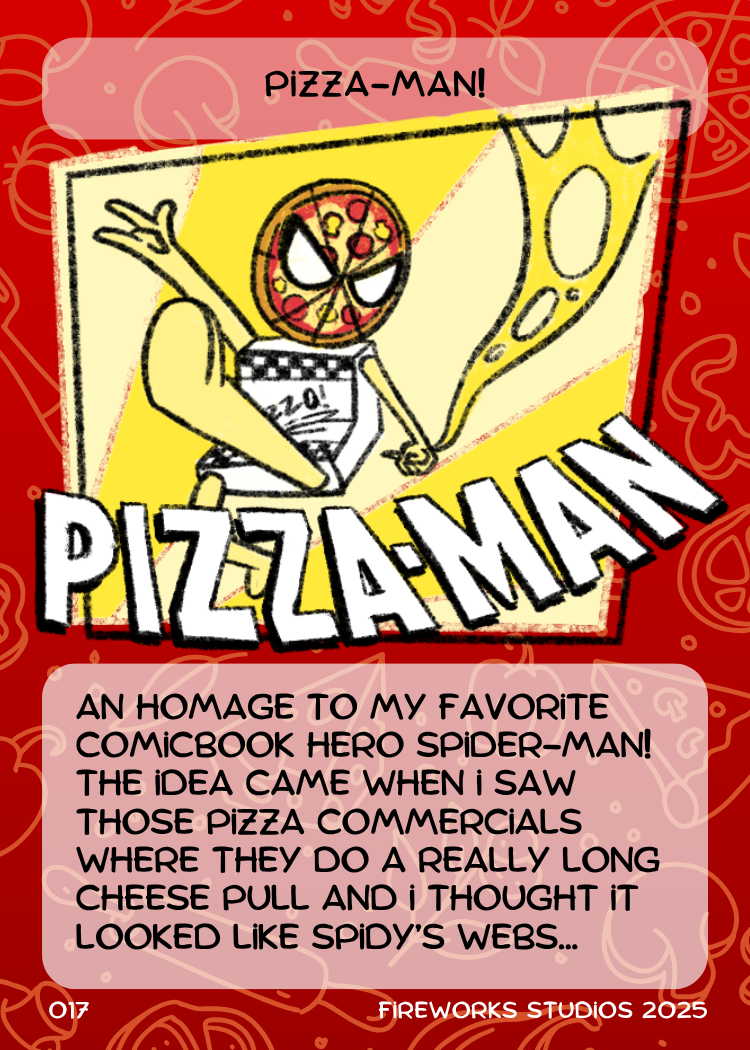 PIZZA-MAN!
ZZA!
PIZZA-MAN
AN HOMAGE TO MY FAVORITE
COMICBOOK HERO SPIDER-MAN!
THE IDEA CAME WHEN I SAW
THOSE PIZZA COMMERCIALS
WHERE THEY DO A REALLY LONG
CHEESE PULL AND I THOUGHT IT
LOOKED LIKE SPIDY'S WEBS...
017
FIREWORKS STUDIOS 2025